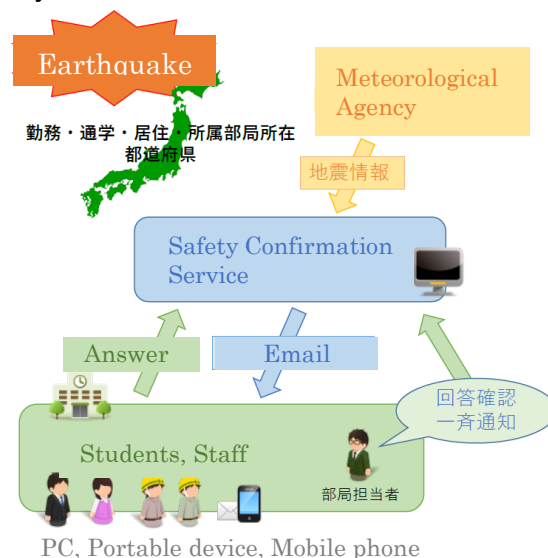 Earthquake
Meteorological
Agency
勤務・通学・居住・所属部局所在
都道府県
地震情報
Safety Confirmation
Service
Answer
Email
回答確認
一斉通知
Students, Staff
部局担当者
PC, Portable device, Mobile phone